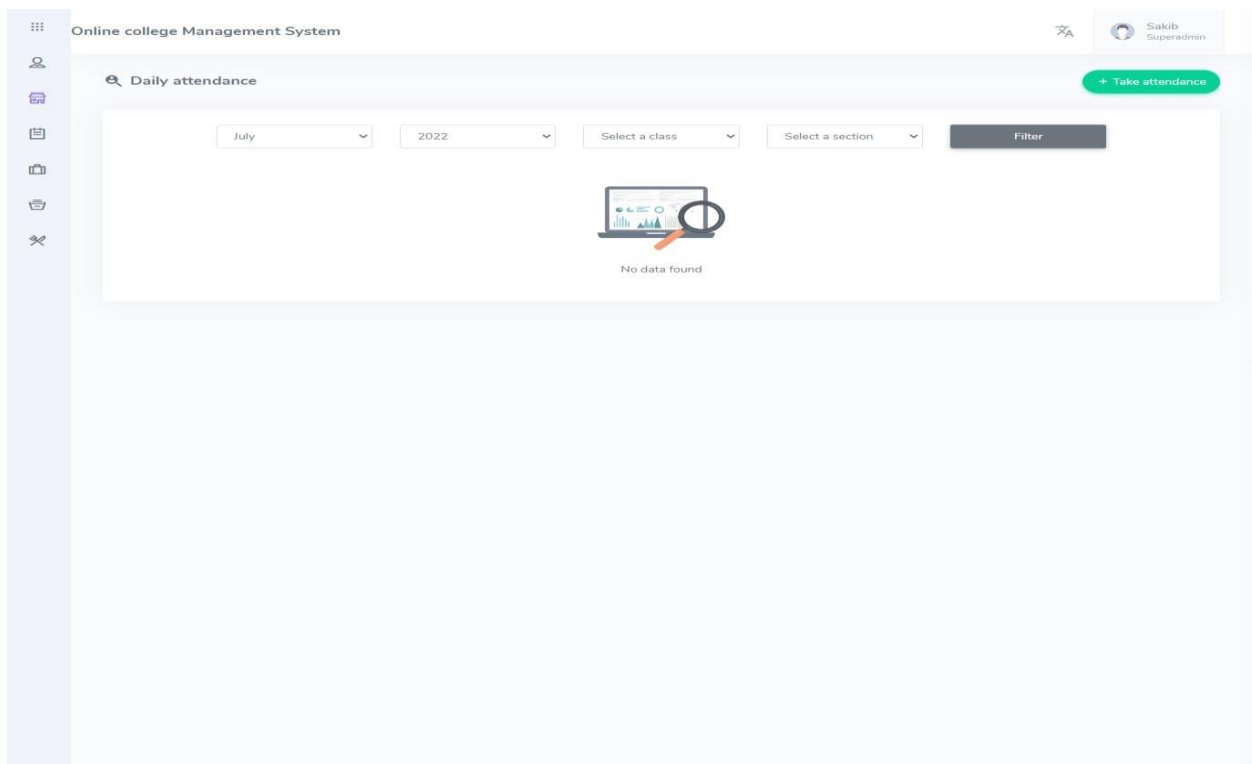 Online college Management System
Sakib
Superadmin
Daily attendance
+ Take attendance
July
2022
Select a class
Select a section
Filter
No data found